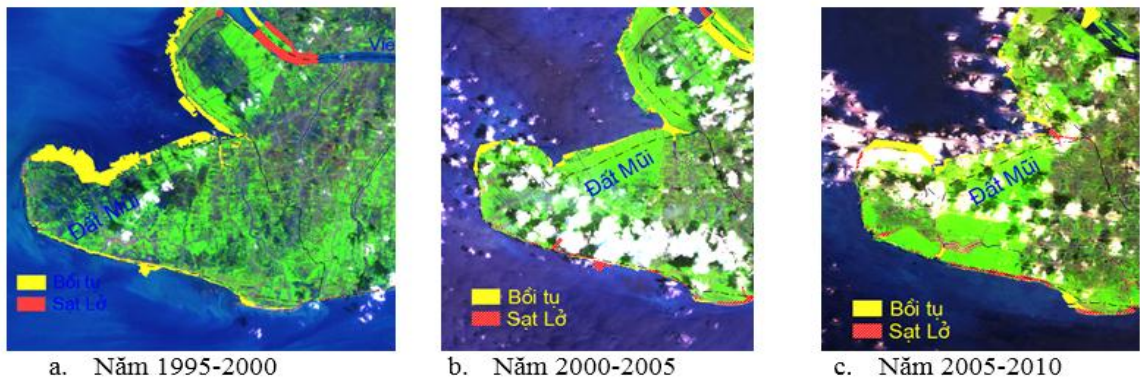 Vie
Đất Mũi
Bồi tụ
Sạt Lở
Đất Mũi
Bồi tụ
Sạt Lở
Đất Mũi
Bồi tụ
Sạt Lở
a. Năm 1995-2000
b. Năm 2000-2005
c. Năm 2005-2010